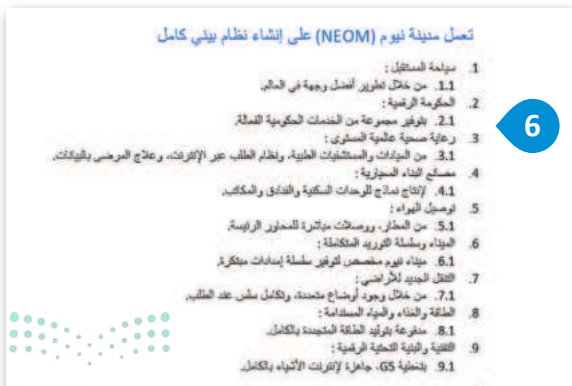 تعمل مدينة نيوم (NEOM) على إنشاء نظام بيئي كامل
1. سياحة المستقبل:
1.1. من خلال تطوير أفضل وجهة في العالم.
2. الحكومة الرقمية:
2.1. بتوفير مجموعة من الخدمات الحكومية الفعالة.
3. رعاية صحية عالمية المستوى:
3.1. من العيادات والمستشفيات الطبية، ونظام الطلب عبر الإنترنت، وعلاج المرضى بالبيانات.
4. مصانع البناء المعيارية:
4.1. لإنتاج نماذج للوحدات السكنية والفنادق والمكاتب.
5. توصيل الهواء:
5.1. من المطار، ووصلات مباشرة للمحاور الرئيسة.
6. الميناء وسلسلة التوريد المتكاملة:
6.1. ميناء نيوم مخصص لتوفير سلسلة إمدادات مبتكرة.
7. التنقل الجديد للأراضي:
7.1. من خلال وجود أوضاع متعددة، وتكامل سلس عند الطلب.
8. الطاقة والغذاء والمياه المستدامة:
8.1. مدفوعة بتوليد الطاقة المتجددة بالكامل.
9. التقنية والبنية التحتية الرقمية:
9.1. بتغطية G5، جاهزة لإنترنت الأشياء بالكامل.
6